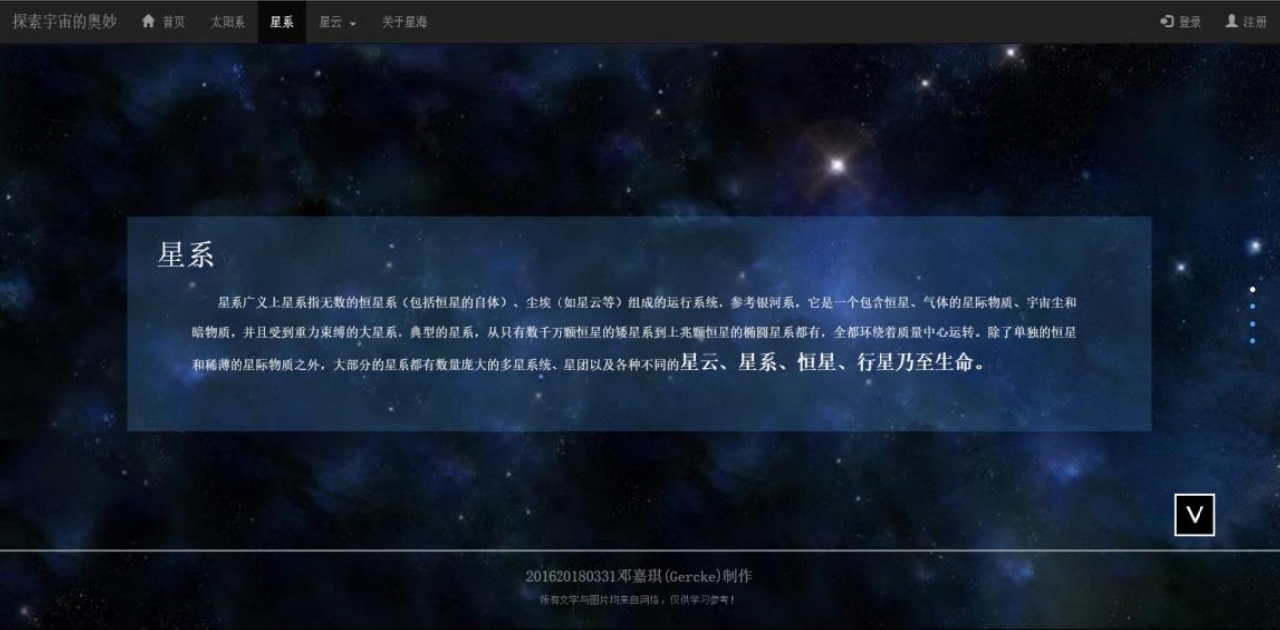 探索宇宙的奥妙 首页 太阳系 星系 星云 关于星海 登录 注册
星系
星系广义上星系指无数的恒星系（包括恒星的自体）、尘埃（如星云等）组成的运行系统。参考银河系，它是一个包含恒星、气体的星际物质、宇宙尘和
暗物质，并且受到重力束缚的大星系。典型的星系，从只有数千万颗恒星的矮星系到上兆颗恒星的椭圆星系都有，全都环绕着质量中心运转。除了单独的恒星
和稀薄的星际物质之外，大部分的星系都有数量庞大的多星系统、星团以及各种不同的星云、星系、恒星、行星乃至生命。
V
201620180331邓嘉琪(Gercke)制作
所有文字与图片均来自网络，仅供学习参考！